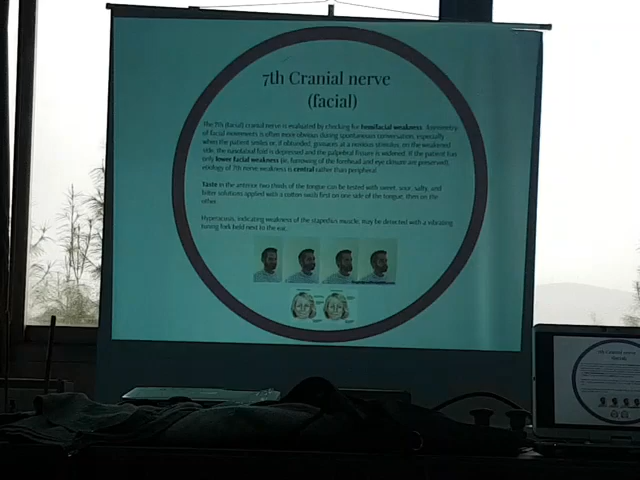 7th Cranial nerve
(facial)
The 7th (facial) cranial nerve is evaluated by checking for hemifacial weakness. Asymmetry
of facial movements is often more obvious during spontaneous conversation, especially
when the patient smiles or, if obtunded, grimaces at a noxious stimulus; on the weakened
side, the nasolabial fold is depressed and the palpebral fissure is widened. If the patient has
only lower facial weakness (ie, furrowing of the forehead and eye closure are preserved),
etiology of 7th nerve weakness is central rather than peripheral.
Taste in the anterior two thirds of the tongue can be tested with sweet, sour, salty, and
bitter solutions applied with a cotton swab first on one side of the tongue, then on the
other.
Hyperacusis, indicating weakness of the stapedius muscle, may be detected with a vibrating
tuning fork held next to the ear.
7th Cranial nerve
(facial)